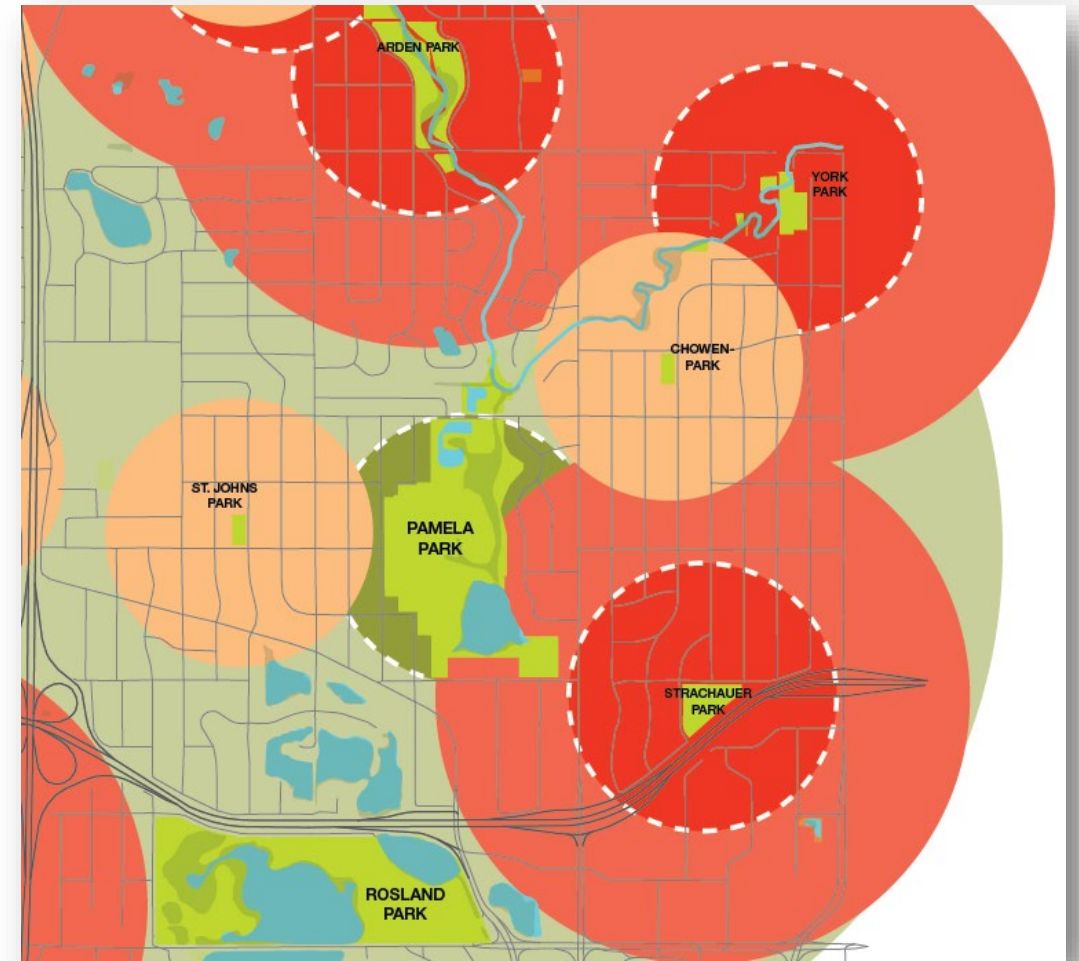 ARDEN PARK
YORK
PARK
CHOWEN-
PARK
ST. JOHNS
PARK
PAMELA
PARK
STRACHAUER
PARK
ROSLAND
PARK